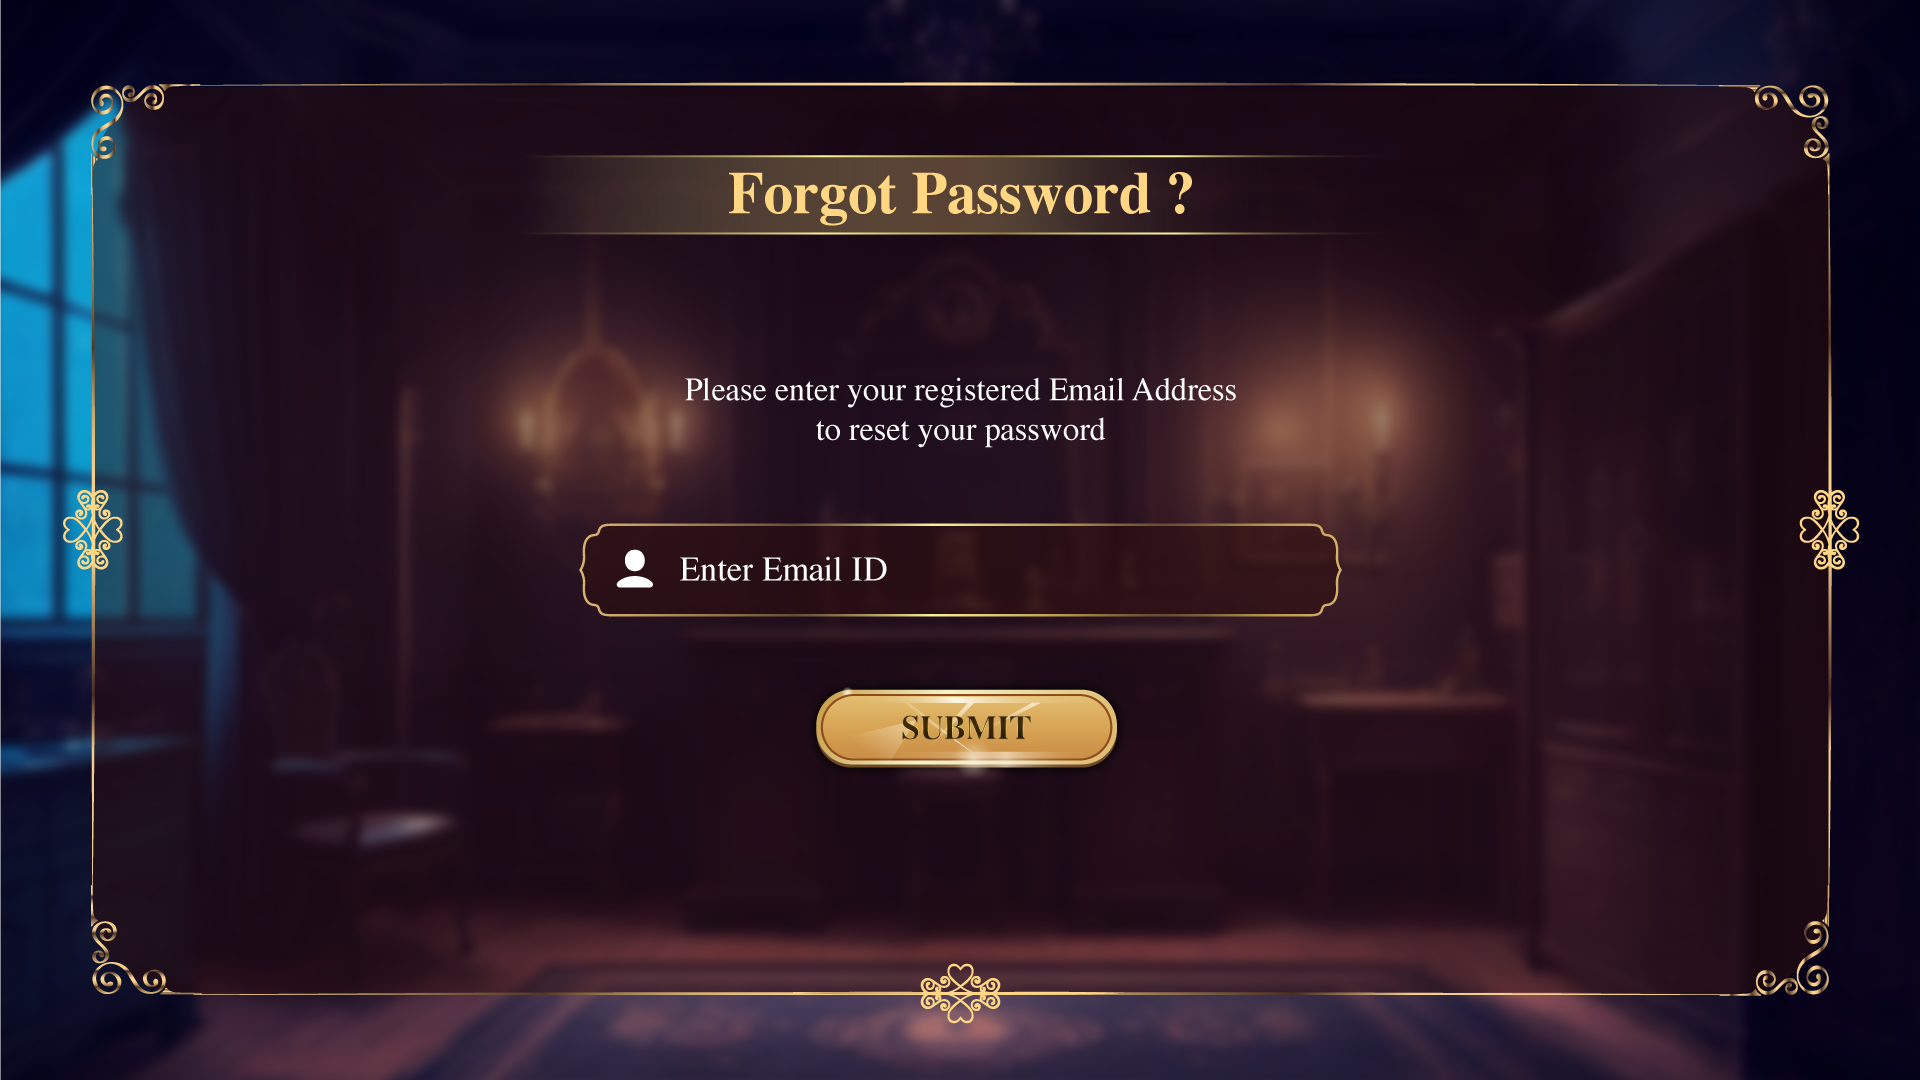 Forgot Password ?
Please enter your registered Email Address
to reset your password
Enter Email ID
SUBMIT